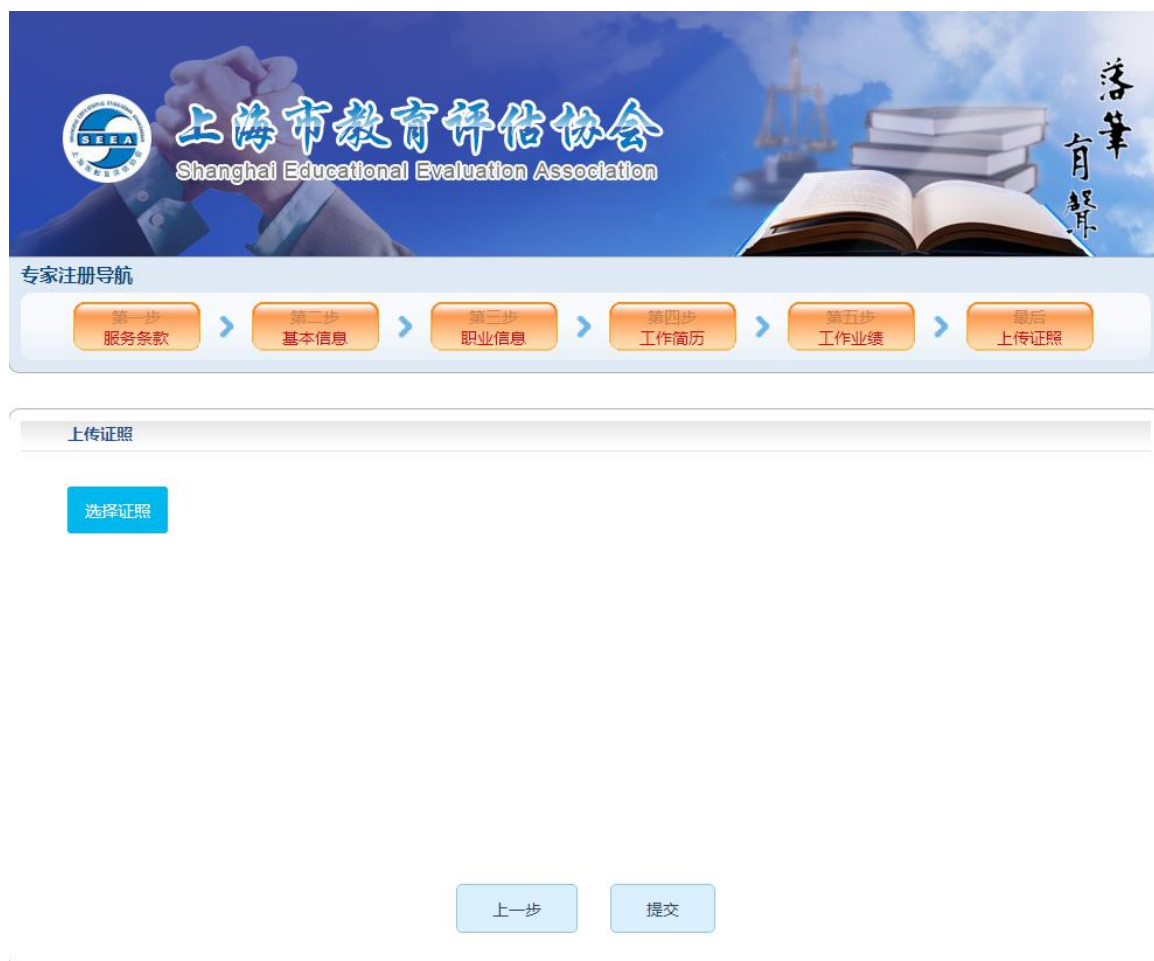 落筆
有聲
SEEA
上海市教育评估协会
Shanghai Educational Evaluation Association
专家注册导航
第一步
服务条款
第二步
基本信息
第三步
职业信息
第四步
工作简历
第五步
工作业绩
最后
上传证照
上传证照
选择证照
上一步
提交